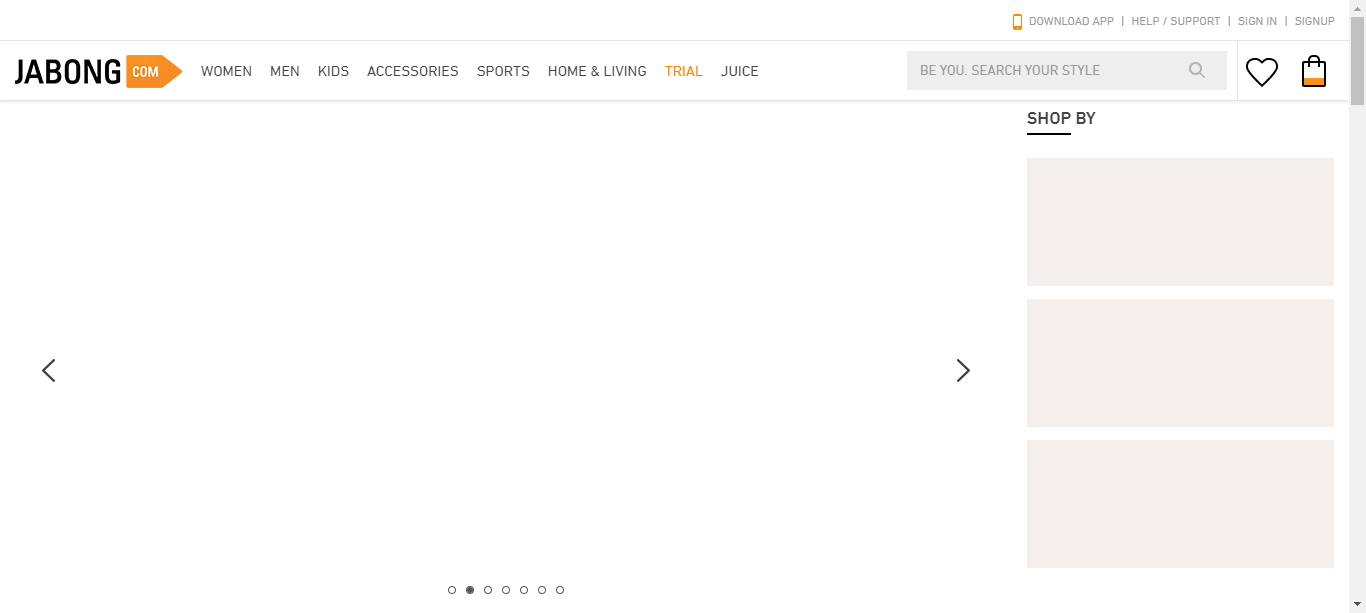 DOWNLOAD APP | HELP / SUPPORT | SIGN IN | SIGNUP
JABONG COM WOMEN MEN KIDS ACCESSORIES SPORTS HOME & LIVING TRIAL JUICE BE YOU. SEARCH YOUR STYLE
SHOP BY